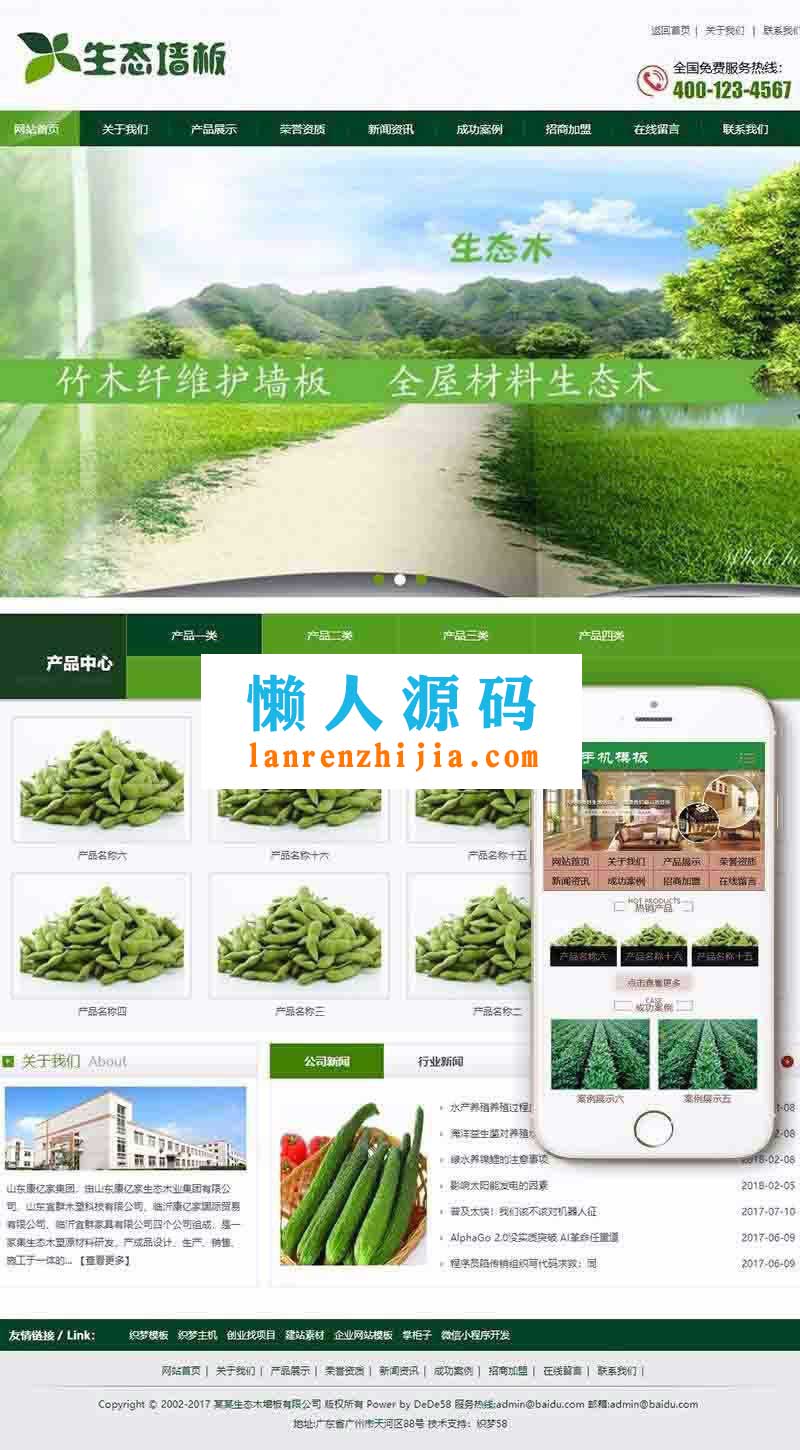 返回首页 | 关于我们 | 联系我们
生态墙板
全国免费服务热线：
400-123-4567
网站首页 关于我们 产品展示 荣誉资质 新闻资讯 成功案例 招商加盟 在线留言 联系我们
生态木
竹木纤维护墙板 全屋材料生态木
Whole ho
产品中心
产品一类 产品二类 产品三类 产品四类
懒人源码
lanrenzhijia.com
产品名称六 产品名称十六 产品名称十五
产品名称四 产品名称三 产品名称二
手机模板
网站首页 关于我们 产品展示 荣誉资质
新闻资讯 成功案例 招商加盟 在线留言
HOT PRODUCTS
热销产品
产品名称六 产品名称十六 产品名称十五
点击查看更多
CASE
成功案例
案例展示六 案例展示五
关于我们 About
山东康亿家集团，由山东康亿家生态木业集团有限公
司、山东宜群木塑科技有限公司、临沂康亿家国际贸易
有限公司、临沂宜群家具有限公司四个公司组成，是一
家集生态木塑原材料研发、产成品设计、生产、销售、
施工于一体的... 【查看更多】
公司新闻 行业新闻
水产养殖养殖过程 1-08
海洋益生菌对养殖 2-08
绿水养锦鲤的注意事项 2018-02-08
影响太阳能发电的因素 2018-02-05
普及太快！我们该不该对机器人征 2017-07-10
AlphaGo 2.0没实质突破 AI革命任重道 2017-06-09
程序员陷传销组织写代码求救：同 2017-06-09
友情链接 / Link: 织梦模板 织梦主机 创业找项目 建站素材 企业网站模板 掌柜子 微信小程序开发
网站首页 | 关于我们 | 产品展示 | 荣誉资质 | 新闻资讯 | 成功案例 | 招商加盟 | 在线留言 | 联系我们 |
Copyright © 2002-2017 某某生态木墙板有限公司 版权所有 Power by DeDe58 服务热线:admin@baidu.com 邮箱:admin@baidu.com
地址:广东省广州市天河区88号 技术支持：织梦58